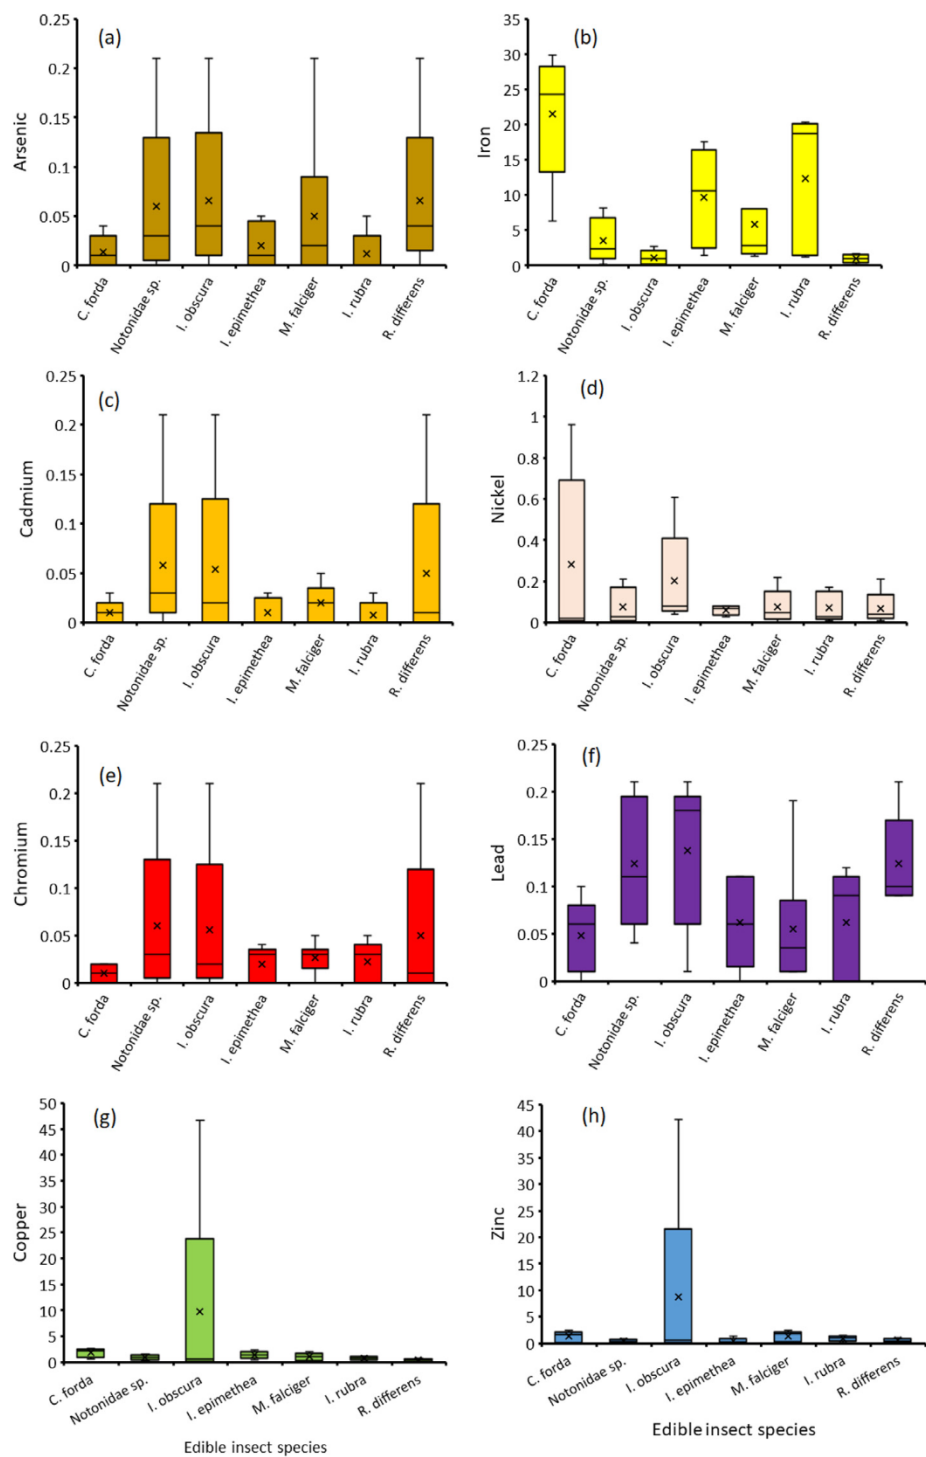 (a)
Arsenic
0.25
0.2
0.15
0.1
0.05
0
C. forda
Notonidae sp.
I. obscura
I. epimethea
M. falciger
I. rubra
R. differens
(b)
Iron
35
30
25
20
15
10
5
0
C. forda
Notonidae sp.
I. obscura
I. epimethea
M. falciger
I. rubra
R. differens
(c)
Cadmium
0.25
0.2
0.15
0.1
0.05
0
C. forda
Notonidae sp.
I. obscura
I. epimethea
M. falciger
I. rubra
R. differens
(d)
Nickel
1.2
1
0.8
0.6
0.4
0.2
0
C. forda
Notonidae sp.
I. obscura
I. epimethea
M. falciger
I. rubra
R. differens
(e)
Chromium
0.25
0.2
0.15
0.1
0.05
0
C. forda
Notonidae sp.
I. obscura
I. epimethea
M. falciger
I. rubra
R. differens
(f)
Lead
0.25
0.2
0.15
0.1
0.05
0
C. forda
Notonidae sp.
I. obscura
I. epimethea
M. falciger
I. rubra
R. differens
(g)
Copper
50
45
40
35
30
25
20
15
10
5
0
C. forda
Notonidae sp.
I. obscura
I. epimethea
M. falciger
I. rubra
R. differens
Edible insect species
(h)
Zinc
45
40
35
30
25
20
15
10
5
0
C. forda
Notonidae sp.
I. obscura
I. epimethea
M. falciger
I. rubra
R. differens
Edible insect species